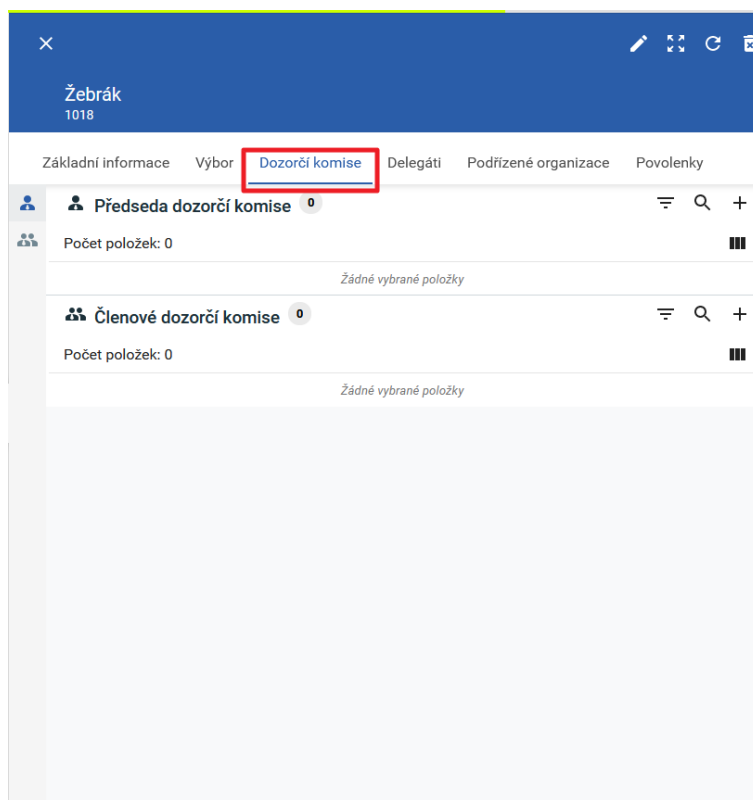 Žebrák
1018
Základní informace Výbor Dozorčí komise Delegáti Podřízené organizace Povolenky
Předseda dozorčí komise 0
Počet položek: 0
Žádné vybrané položky
Členové dozorčí komise 0
Počet položek: 0
Žádné vybrané položky